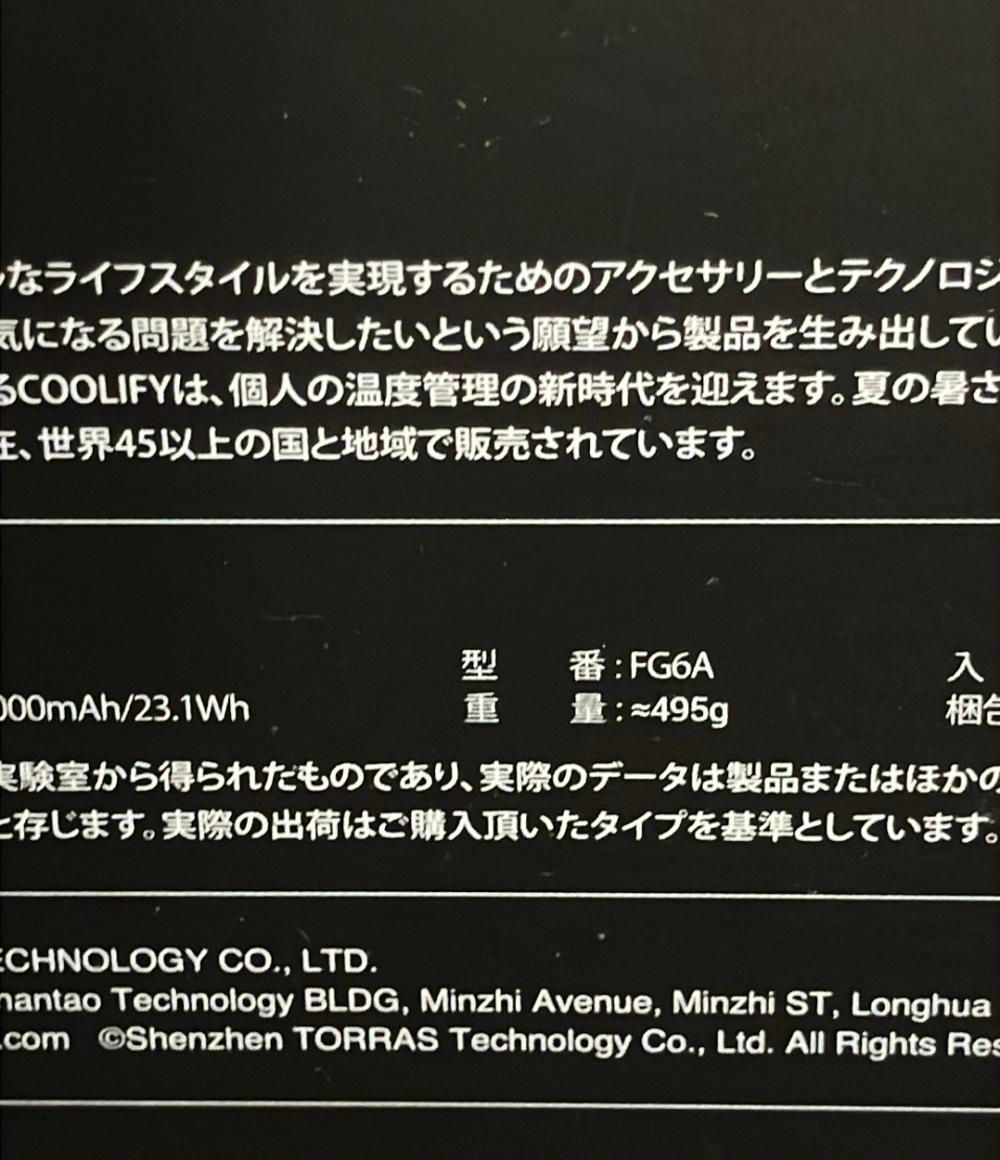 なライフスタイルを実現するためのアクセサリーとテクノロジ
気になる問題を解決したいという願望から製品を生み出してい
るCOOLIFYは、個人の温度管理の新時代を迎えます。夏の暑さ
在、世界45以上の国と地域で販売されています。
型 番:FG6A 入
000mAh/23.1Wh 重 量:≈495g 梱包
実験室から得られたものであり、実際のデータは製品またはほかの
と存じます。実際の出荷はご購入頂いたタイプを基準としています。
ECHNOLOGY CO., LTD.
nantao Technology BLDG, Minzhi Avenue, Minzhi ST, Longhua
.com ©Shenzhen TORRAS Technology Co., Ltd. All Rights Res